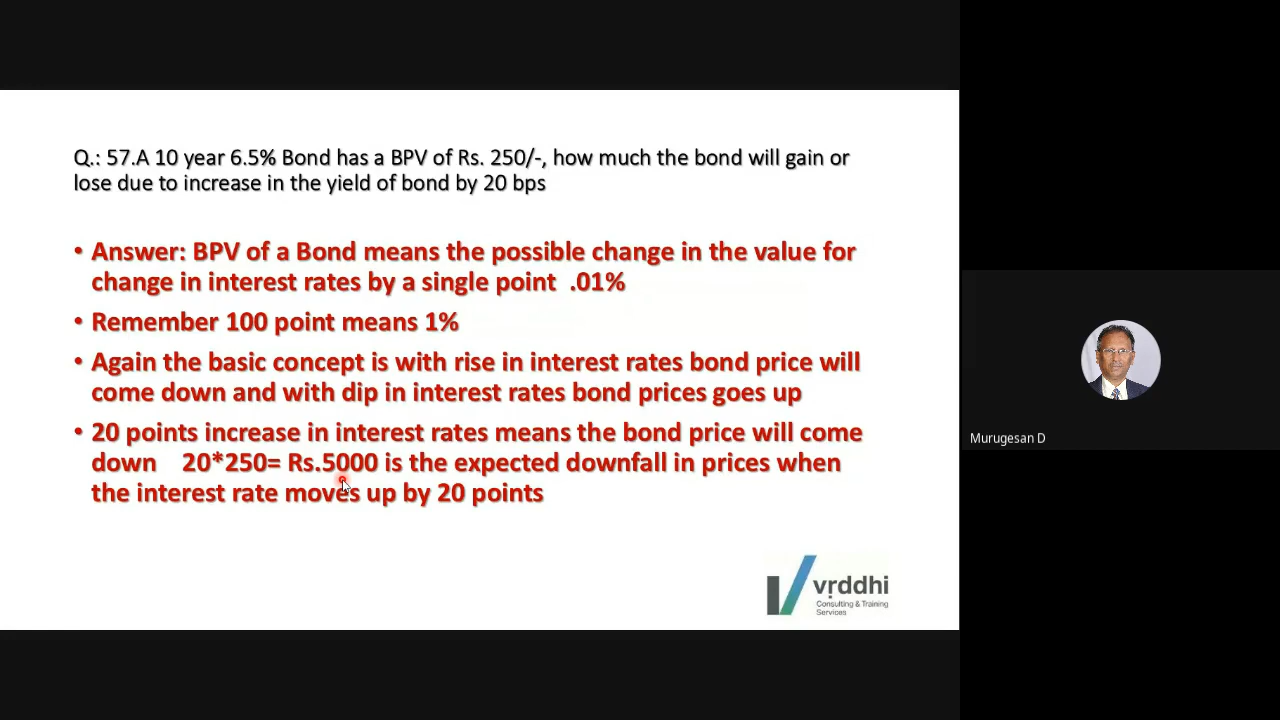 Q.: 57.A 10 year 6.5% Bond has a BPV of Rs. 250/-, how much the bond will gain or
lose due to increase in the yield of bond by 20 bps
• Answer: BPV of a Bond means the possible change in the value for
change in interest rates by a single point .01%
• Remember 100 point means 1%
• Again the basic concept is with rise in interest rates bond price will
come down and with dip in interest rates bond prices goes up
• 20 points increase in interest rates means the bond price will come
down 20*250= Rs.5000 is the expected downfall in prices when
the interest rate moves up by 20 points
vṛddhi
Consulting & Training
Services
Murugesan D